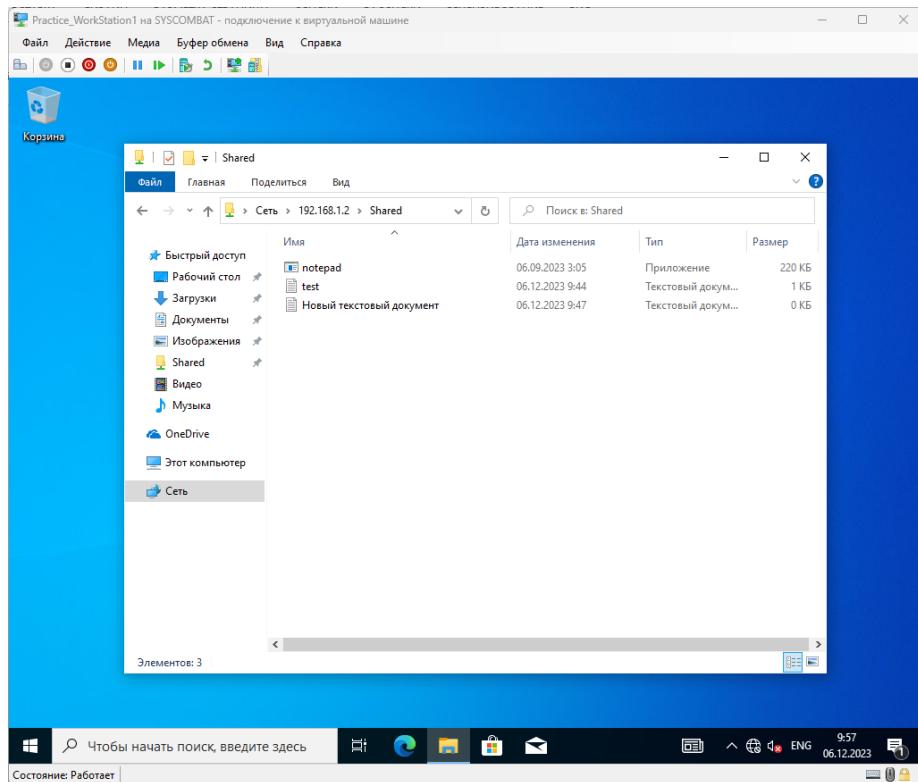 Practice_WorkStation1 на SYSCOMBAT - подключение к виртуальной машине
Файл Действие Медиа Буфер обмена Вид Справка
Корзина
Shared
Файл Главная Поделиться Вид
Сеть › 192.168.1.2 › Shared Поиск в: Shared
Имя Дата изменения Тип Размер
Быстрый доступ
Рабочий стол
Загрузки
Документы
Изображения
Shared
Видео
Музыка
OneDrive
Этот компьютер
Сеть
notepad 06.09.2023 3:05 Приложение 220 КБ
test 06.12.2023 9:44 Текстовый докум... 1 КБ
Новый текстовый документ 06.12.2023 9:47 Текстовый докум... 0 КБ
Элементов: 3
Чтобы начать поиск, введите здесь
ENG
9:57
06.12.2023
1
Состояние: Работает